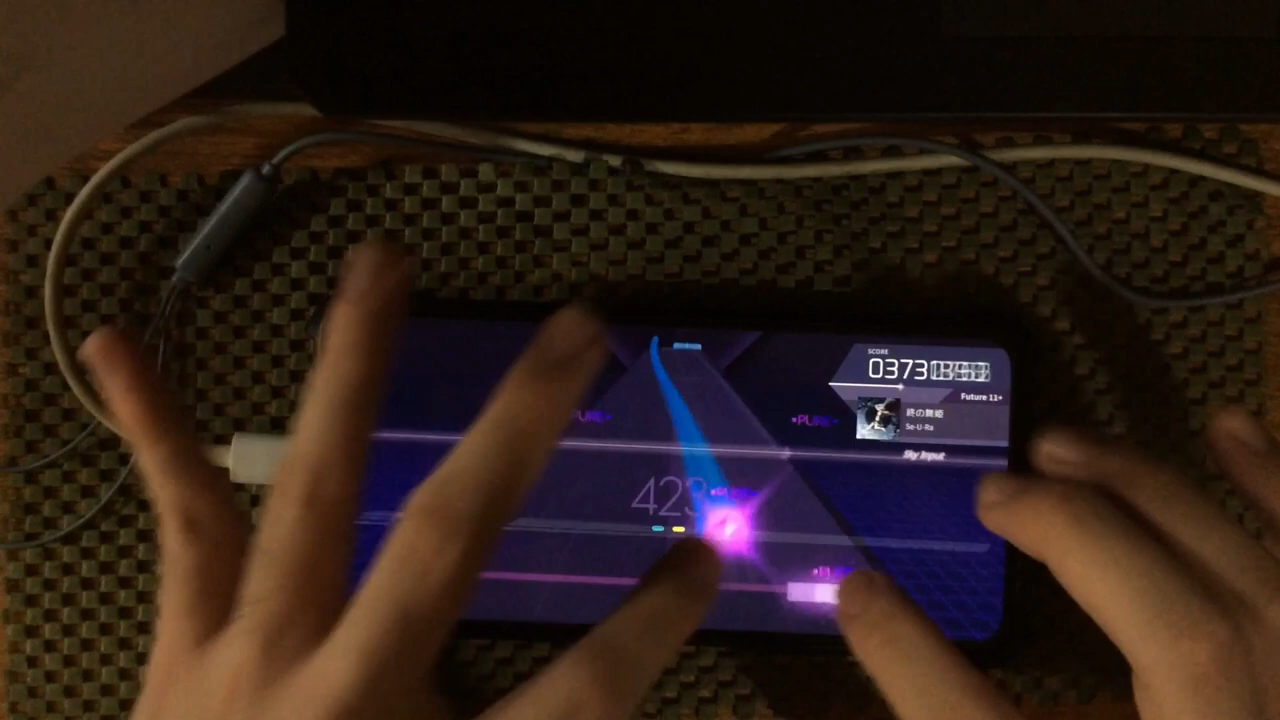 SCORE
0373
Future 11+
終の舞姫
Se-U-Ra
PURE
PURE
Sky Input
423